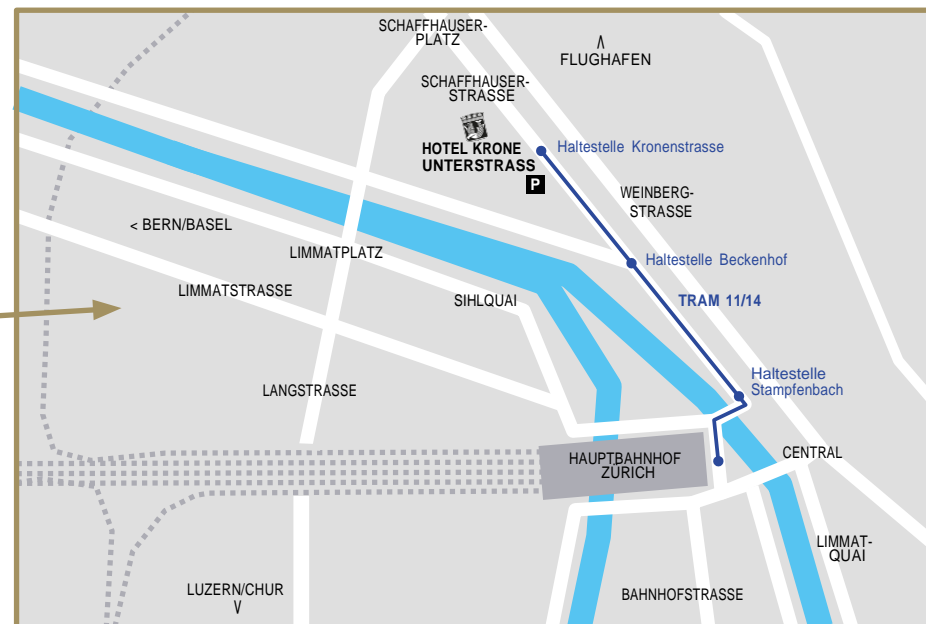 SCHAFFHAUSER-
PLATZ
>
FLUGHAFEN
SCHAFFHAUSER-
STRASSE
HOTEL KRONE
UNTERSTRASS
P
Haltestelle Kronenstrasse
WEINBERG-
STRASSE
< BERN/BASEL
LIMMATPLATZ
Haltestelle Beckenhof
LIMMATSTRASSE
SIHLQUAI
TRAM 11/14
Haltestelle
Stampfenbach
LANGSTRASSE
HAUPTBAHNHOF
ZÜRICH
CENTRAL
LIMMAT-
QUAI
LUZERN/CHUR
>
BAHNHOFSTRASSE